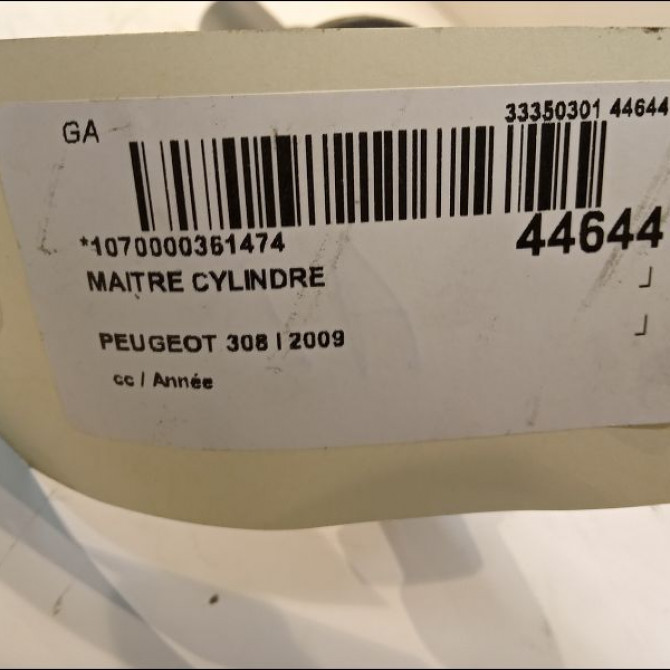 33350301 44644
GA
*1070000361474
44644
MAITRE CYLINDRE
PEUGEOT 308 I 2009
cc / Année